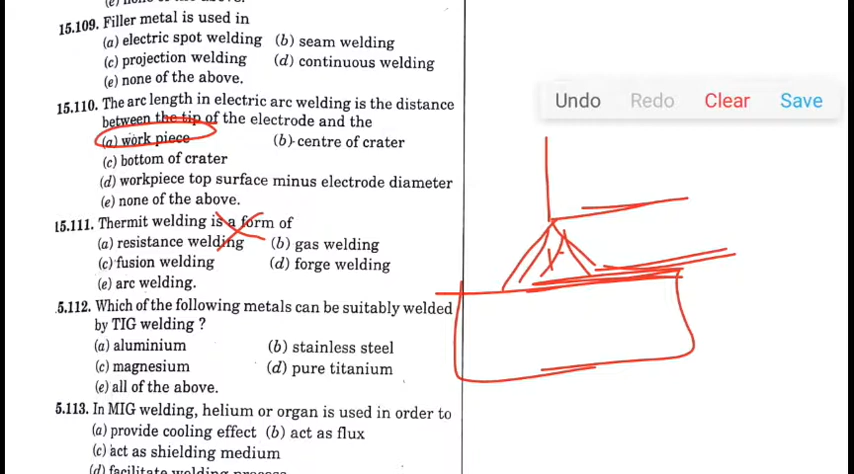 15.109. Filler metal is used in
(a) electric spot welding (b) seam welding
(c) projection welding (d) continuous welding
(e) none of the above.
15.110. The arc length in electric arc welding is the distance
between the tip of the electrode and the
(a) work piece (b) centre of crater
(c) bottom of crater
(d) workpiece top surface minus electrode diameter
(e) none of the above.
15.111. Thermit welding is a form of
(a) resistance welding (b) gas welding
(c) fusion welding (d) forge welding
(e) arc welding.
5.112. Which of the following metals can be suitably welded
by TIG welding ?
(a) aluminium (b) stainless steel
(c) magnesium (d) pure titanium
(e) all of the above.
5.113. In MIG welding, helium or organ is used in order to
(a) provide cooling effect (b) act as flux
(c) act as shielding medium
(d) facilitate welding process
Undo Redo Clear Save